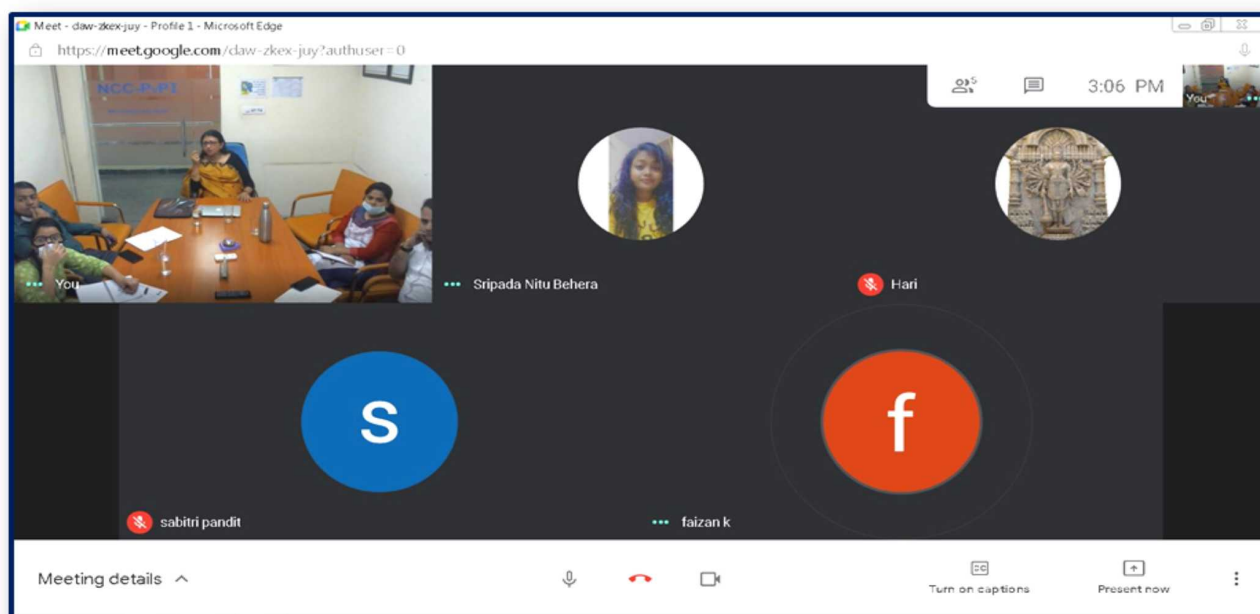 Meet - daw-zkex-juy - Profile 1 - Microsoft Edge
https://meet.google.com/daw-zkex-juy?authuser=0
NCC-P-PI
5
3:06 PM
You
You
Sripada Nitu Behera
Hari
s
f
sabitri pandit
faizan k
Meeting details
Turn on captions
Present now